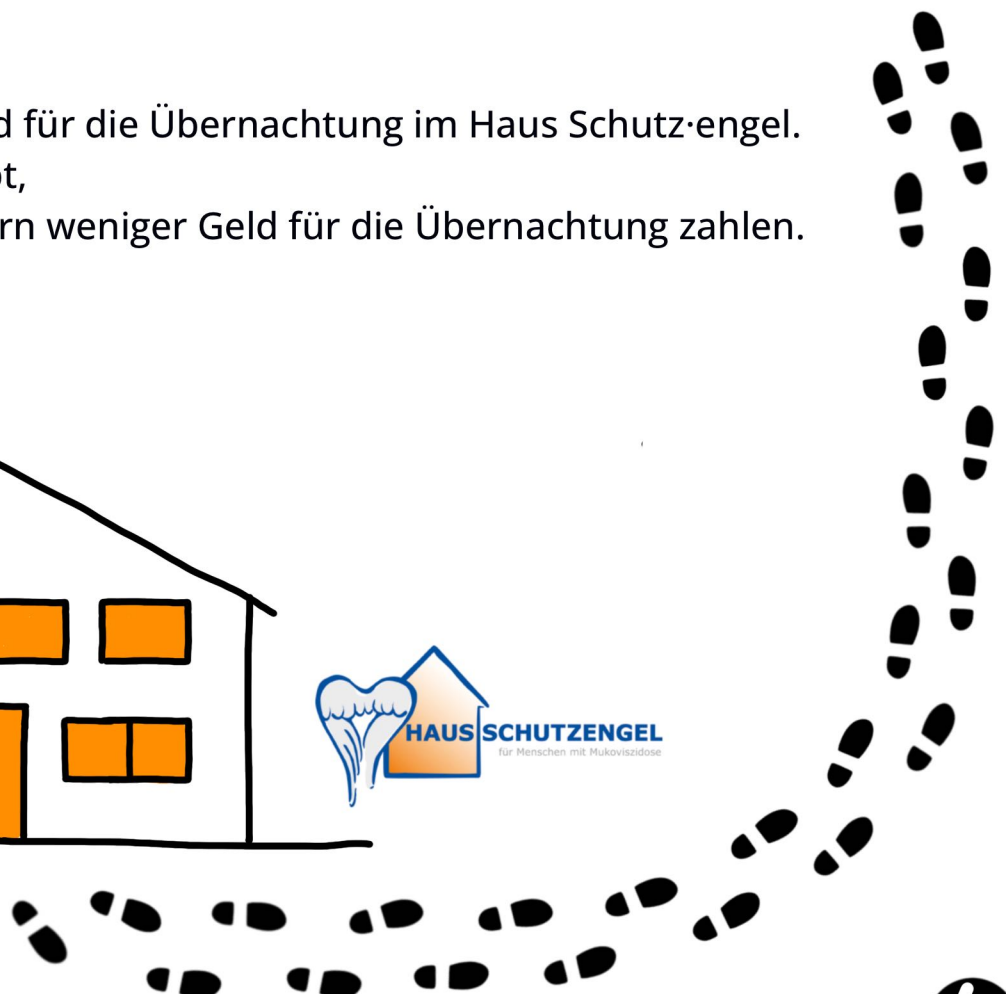 für die Übernachtung im Haus Schutz·engel.
weniger Geld für die Übernachtung zahlen.
HAUS SCHUTZENGEL
für Menschen mit Mukoviszidose